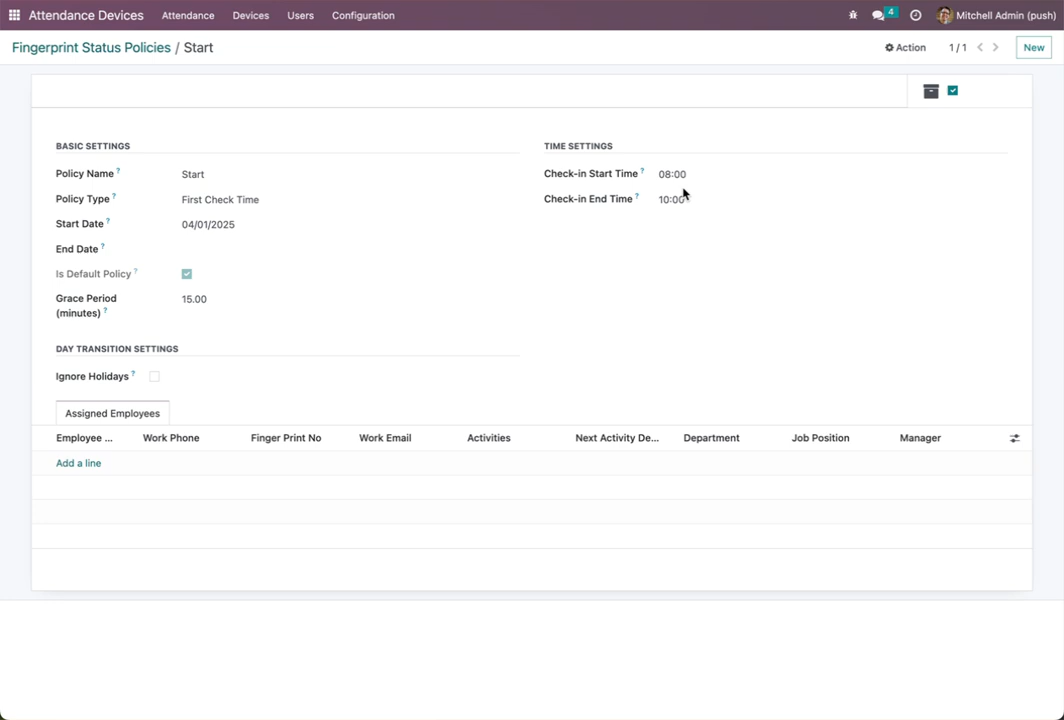 Attendance Devices Attendance Devices Users Configuration 4 Mitchell Admin (push)
Fingerprint Status Policies / Start Action 1 / 1 New
BASIC SETTINGS
Policy Name ? Start
Policy Type ? First Check Time
Start Date ? 04/01/2025
End Date ?
Is Default Policy ?
Grace Period
(minutes) ? 15.00
TIME SETTINGS
Check-in Start Time ? 08:00
Check-in End Time ? 10:00
DAY TRANSITION SETTINGS
Ignore Holidays ?
Assigned Employees
Employee ... Work Phone Finger Print No Work Email Activities Next Activity De... Department Job Position Manager
Add a line